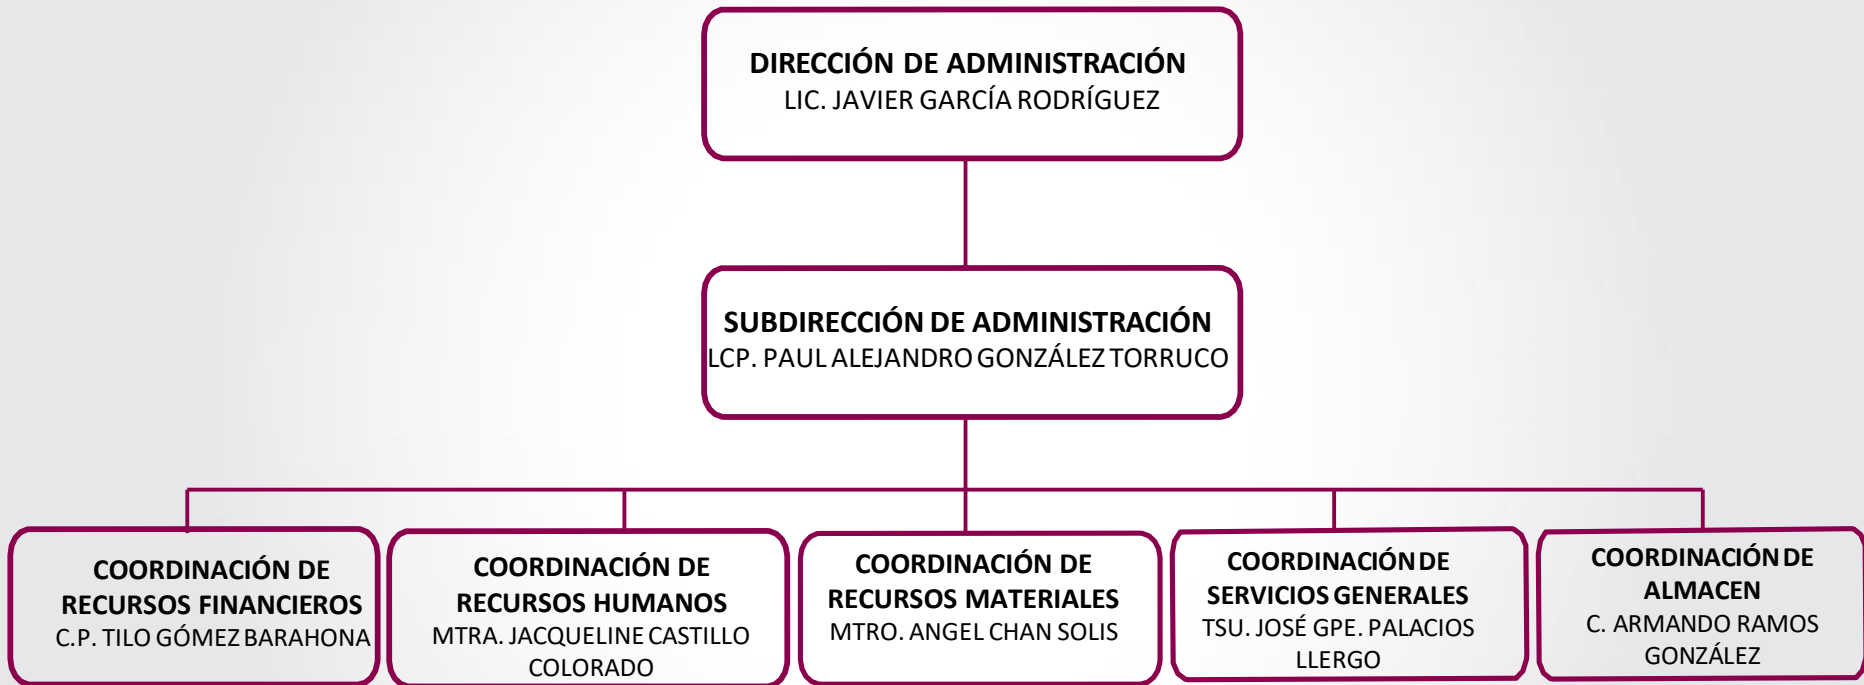 DIRECCIÓN DE ADMINISTRACIÓN
LIC. JAVIER GARCÍA RODRÍGUEZ
SUBDIRECCIÓN DE ADMINISTRACIÓN
LCP. PAUL ALEJANDRO GONZÁLEZ TORRUCO
COORDINACIÓN DE
RECURSOS FINANCIEROS
C.P. TILO GÓMEZ BARAHONA
COORDINACIÓN DE
RECURSOS HUMANOS
MTRA. JACQUELINE CASTILLO
COLORADO
COORDINACIÓN DE
RECURSOS MATERIALES
MTRO. ANGEL CHAN SOLIS
COORDINACIÓN DE
SERVICIOS GENERALES
TSU. JOSÉ GPE. PALACIOS
LLERGO
COORDINACIÓN DE
ALMACEN
C. ARMANDO RAMOS
GONZÁLEZ